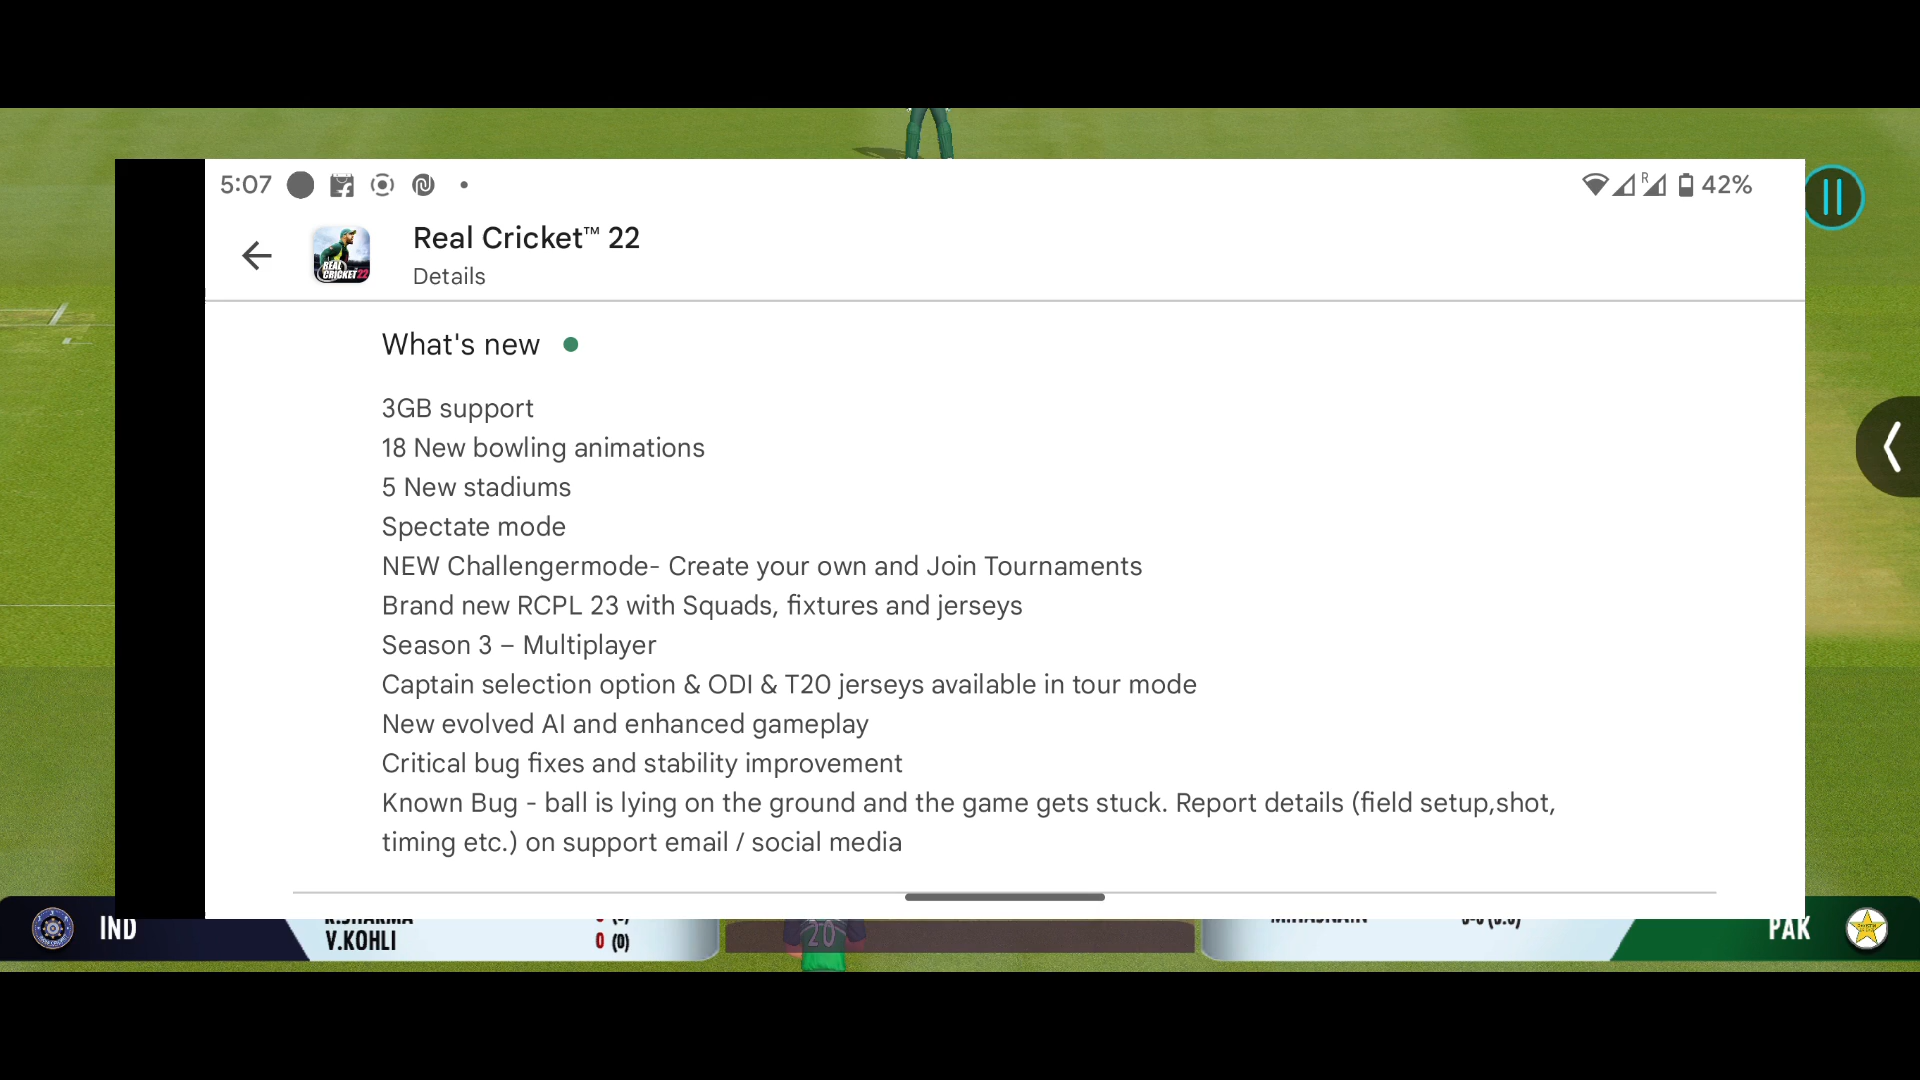 5:07
R
42%
Real Cricket™ 22
Details
REAL
CRICKET22
What's new
3GB support
18 New bowling animations
5 New stadiums
Spectate mode
NEW Challengermode- Create your own and Join Tournaments
Brand new RCPL 23 with Squads, fixtures and jerseys
Season 3 – Multiplayer
Captain selection option & ODI & T20 jerseys available in tour mode
New evolved AI and enhanced gameplay
Critical bug fixes and stability improvement
Known Bug - ball is lying on the ground and the game gets stuck. Report details (field setup,shot,
timing etc.) on support email / social media
IND
V.KOHLI 0 (0)
20
PAK